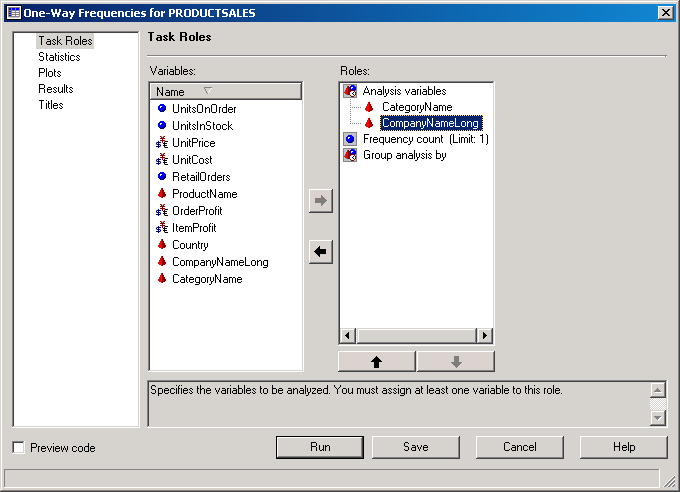 One-Way Frequencies for PRODUCTSALES
Task Roles
Statistics
Plots
Results
Titles
Task Roles
Variables:
Name
UnitsOnOrder
UnitsInStock
UnitPrice
UnitCost
RetailOrders
ProductName
OrderProfit
ItemProfit
Country
CompanyNameLong
CategoryName
Roles:
Analysis variables
CategoryName
CompanyNameLong
Frequency count (Limit: 1)
Group analysis by
Specifies the variables to be analyzed. You must assign at least one variable to this role.
Preview code
Run
Save
Cancel
Help